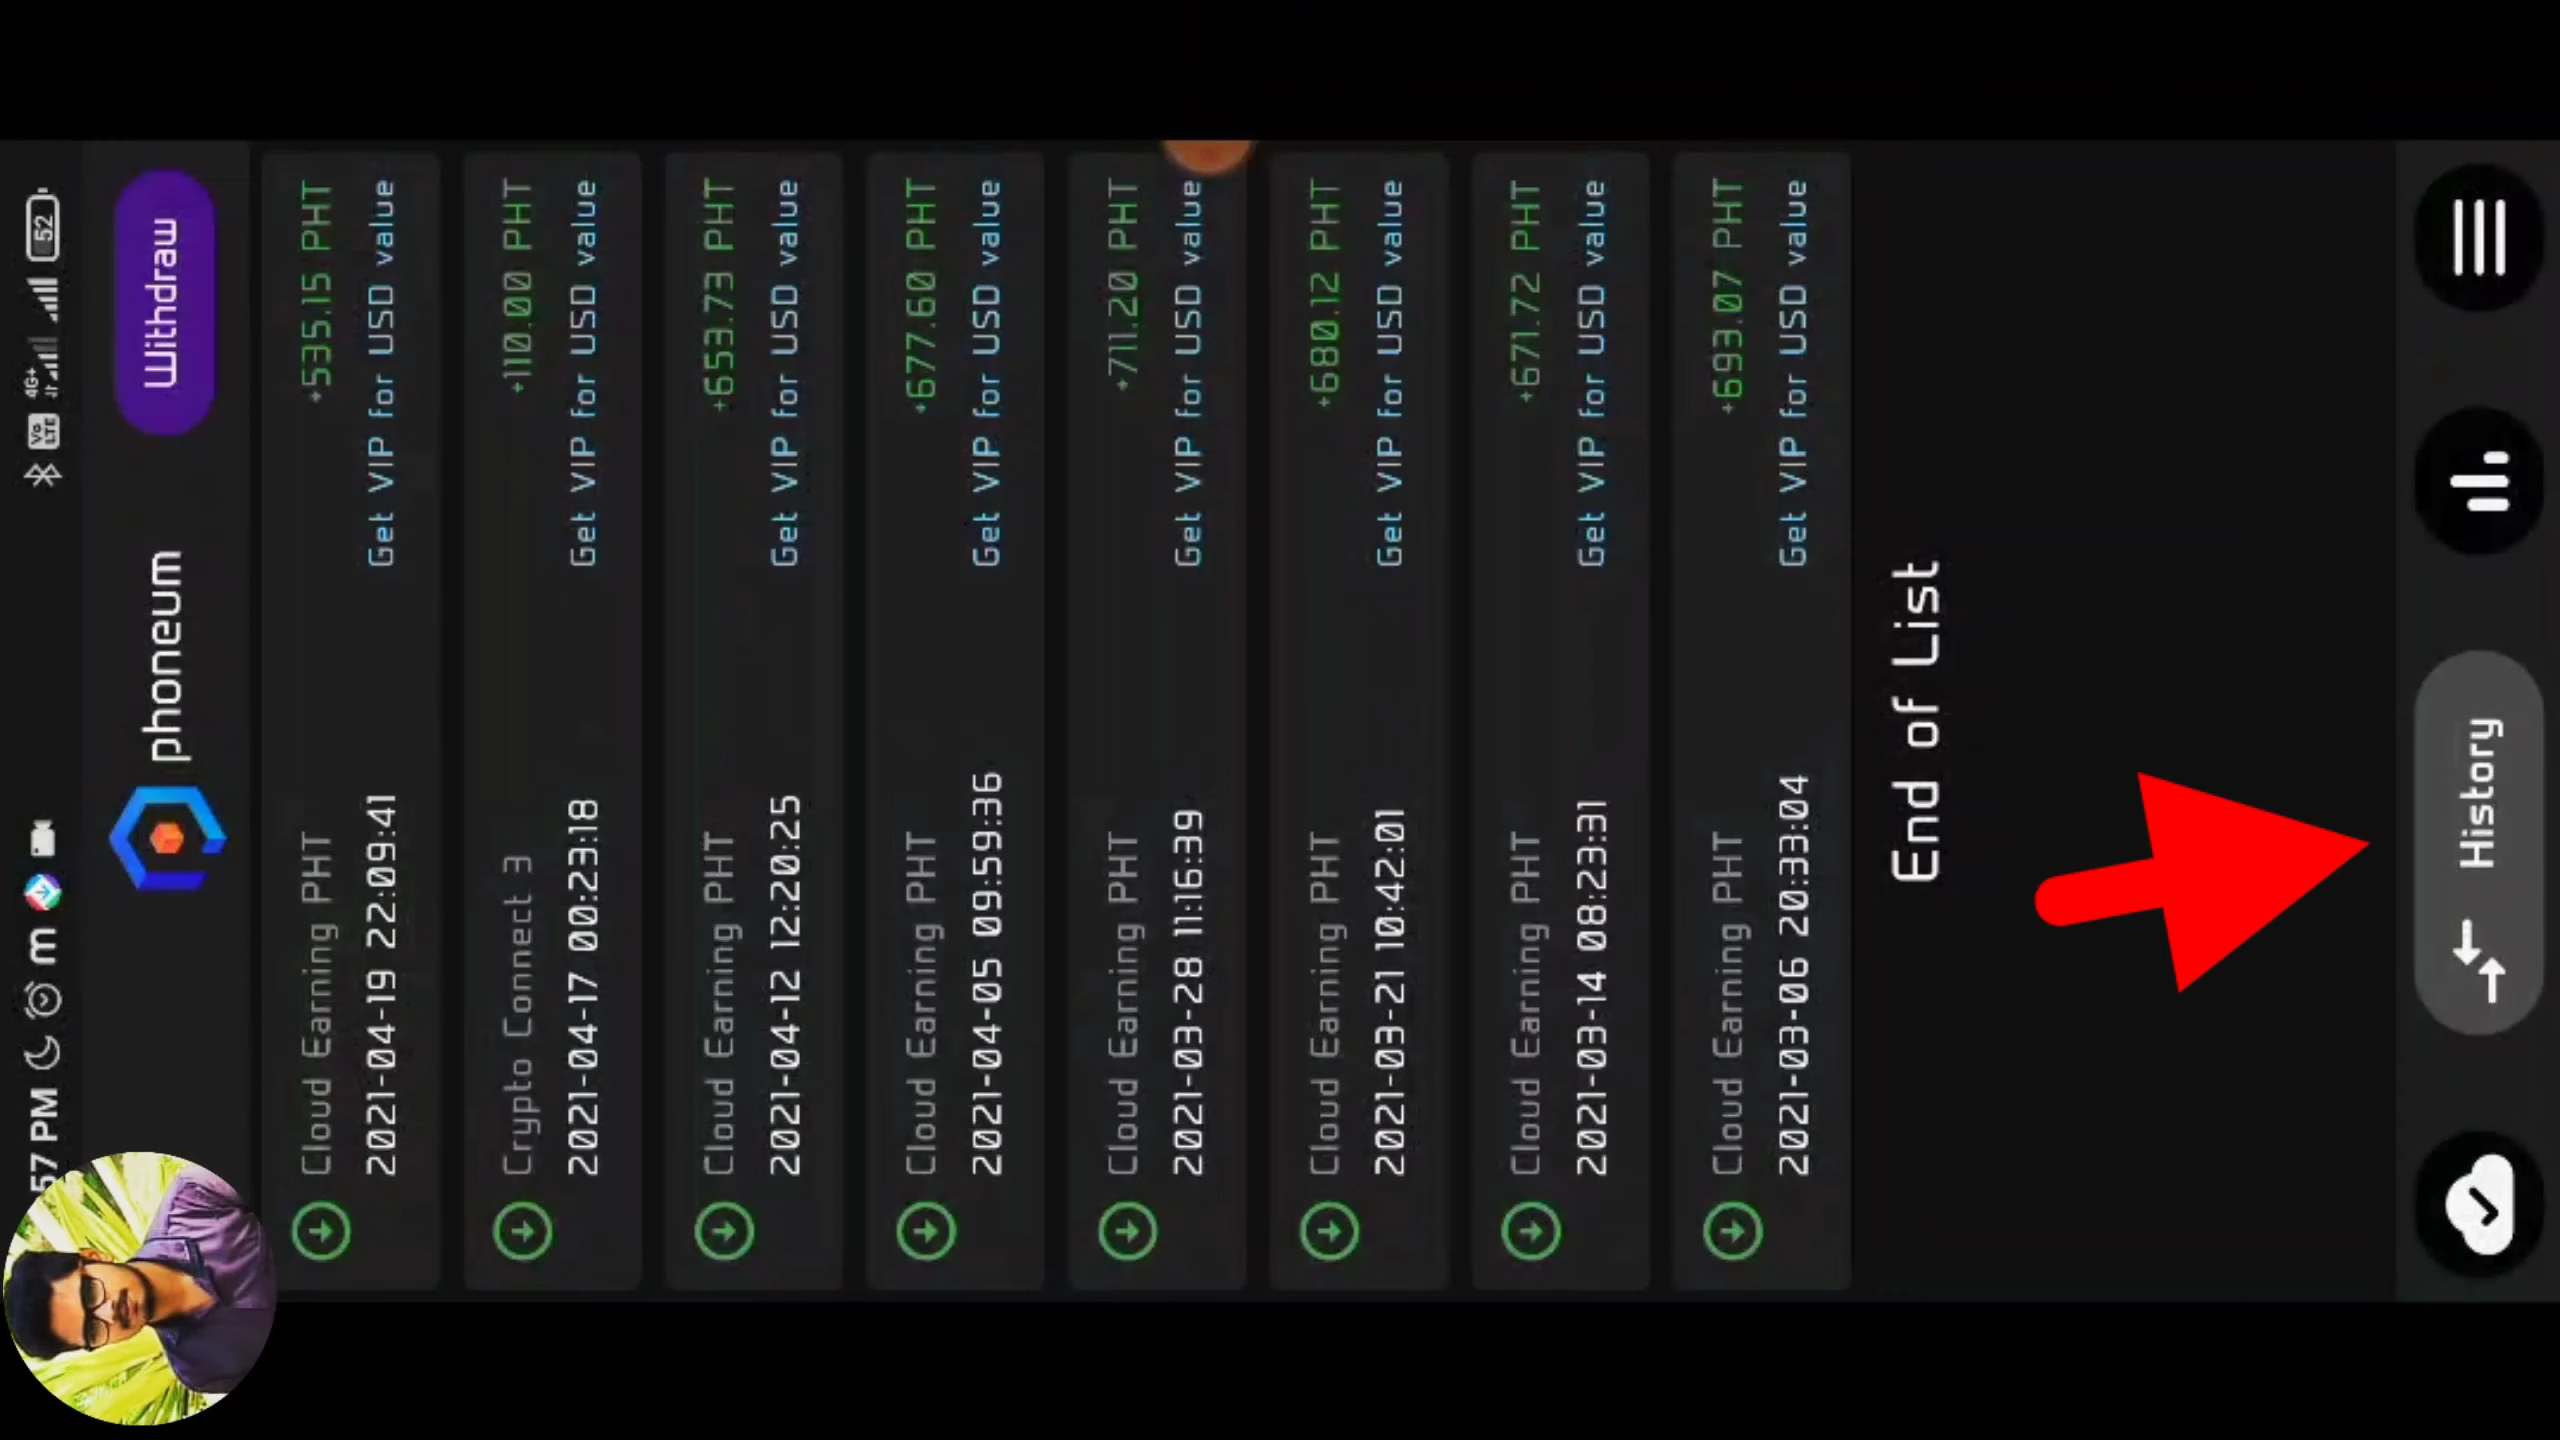 57 PM
m
Vo LTE
4G+
52
phoneum
Withdraw
Cloud Earning PHT
+535.15 PHT
2021-04-19 22:09:41
Get VIP for USD value
Crypto Connect 3
+110.00 PHT
2021-04-17 00:23:18
Get VIP for USD value
Cloud Earning PHT
+653.73 PHT
2021-04-12 12:20:25
Get VIP for USD value
Cloud Earning PHT
+677.60 PHT
2021-04-05 09:59:36
Get VIP for USD value
Cloud Earning PHT
+711.20 PHT
2021-03-28 11:16:39
Get VIP for USD value
Cloud Earning PHT
+680.12 PHT
2021-03-21 10:42:01
Get VIP for USD value
Cloud Earning PHT
+671.72 PHT
2021-03-14 08:23:31
Get VIP for USD value
Cloud Earning PHT
+693.07 PHT
2021-03-06 20:33:04
Get VIP for USD value
End of List
History